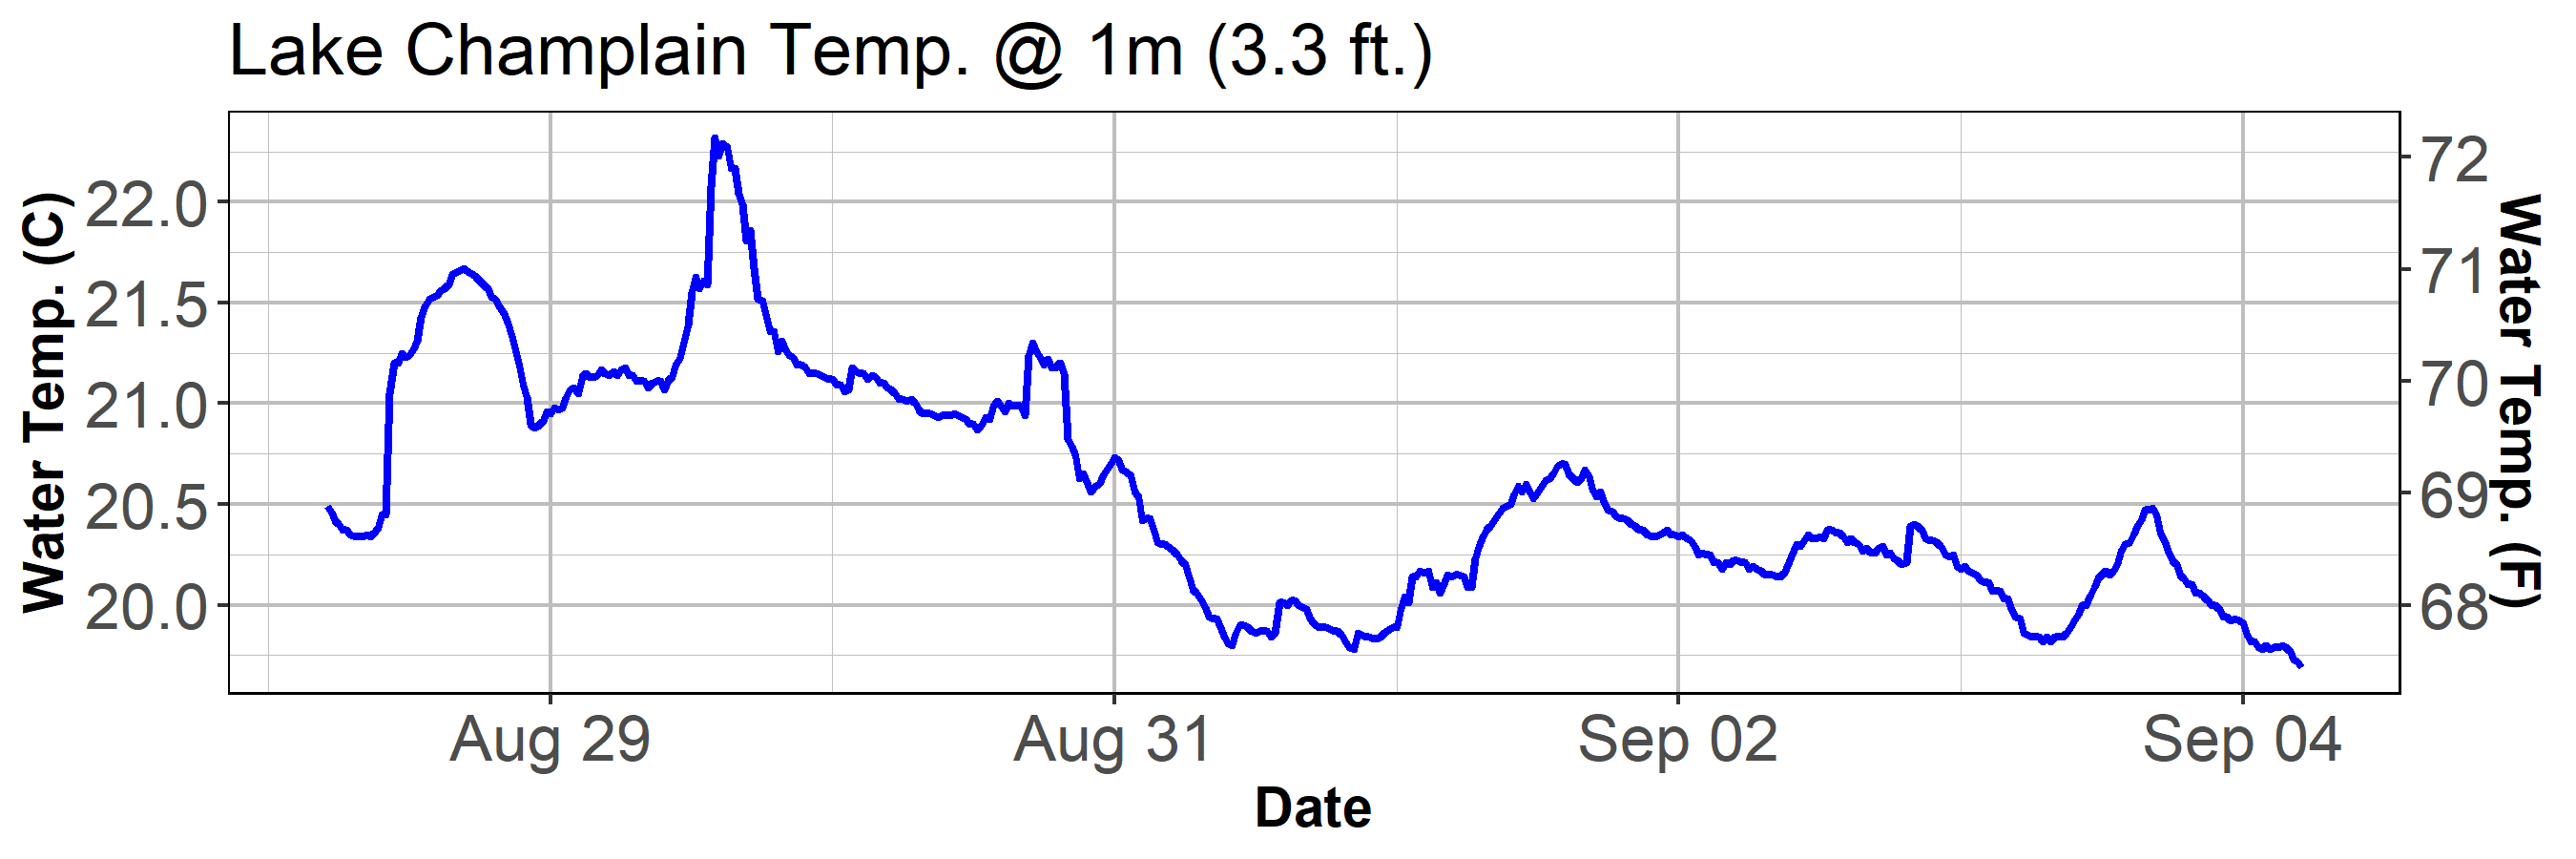 Lake Champlain Temp. @ 1m (3.3 ft.)
Water Temp. (C)
22.0
21.5
21.0
20.5
20.0
72
71
70
69
68
Water Temp. (F)
Aug 29
Aug 31
Sep 02
Sep 04
Date